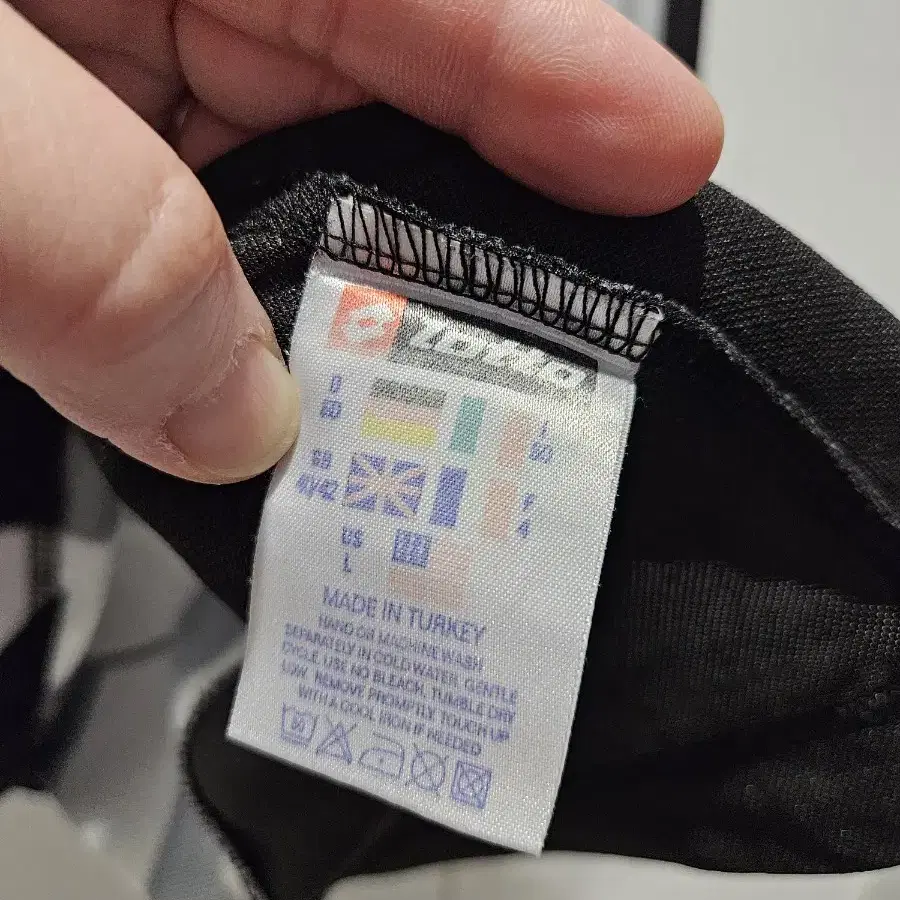 lotto
D I
50 50
GB F
40/42 4
US
L
MADE IN TURKEY
HAND OR MACHINE WASH
SEPARATELY IN COLD WATER. GENTLE
CYCLE. USE NO BLEACH. TUMBLE DRY
LOW. REMOVE PROMPTLY. TOUCH UP
WITH A COOL IRON IF NEEDED
30